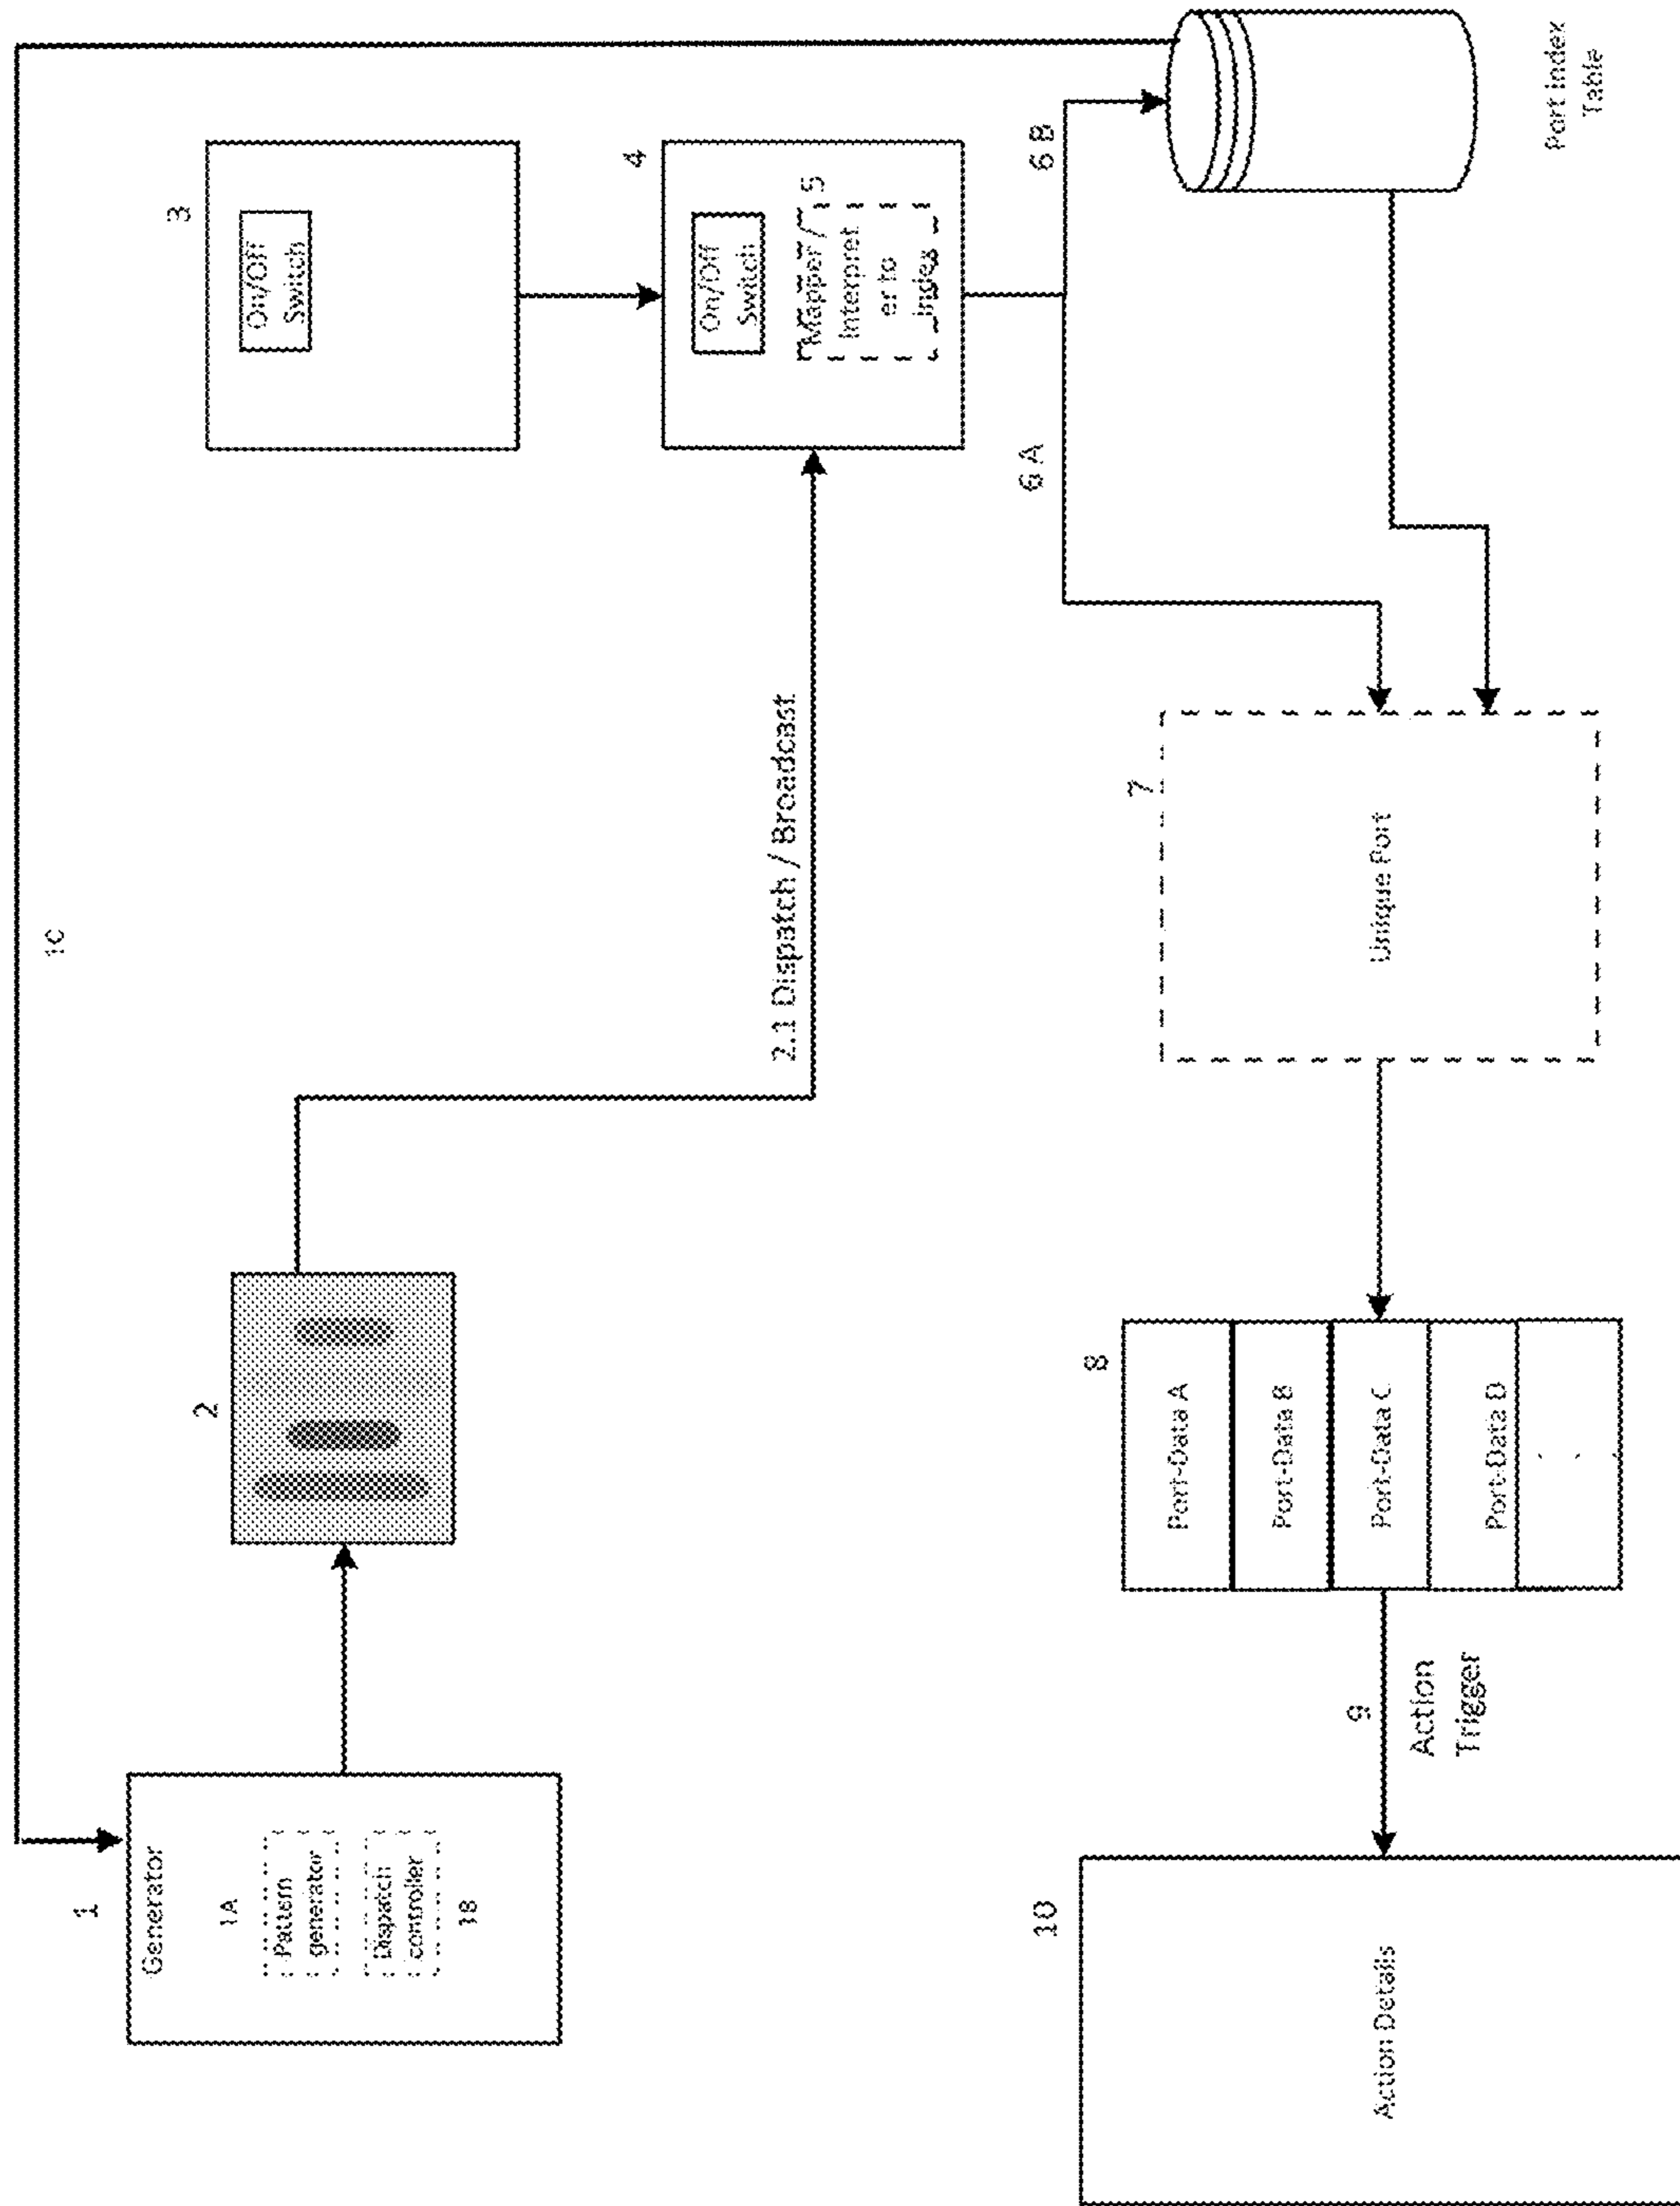 1C
1
Generator
1A
Pattern
generator
Dispatch
controller
1B
2
2.1 Dispatch / Broadcast
3
On/Off
Switch
4
On/Off
Switch
Mapper /
5
Interpret
er to
index
6 A
6 B
Port Index
Table
7
Unique Port
8
Port-Data A
Port-Data B
Port-Data C
Port-Data D
9
Action
Trigger
10
Action Details